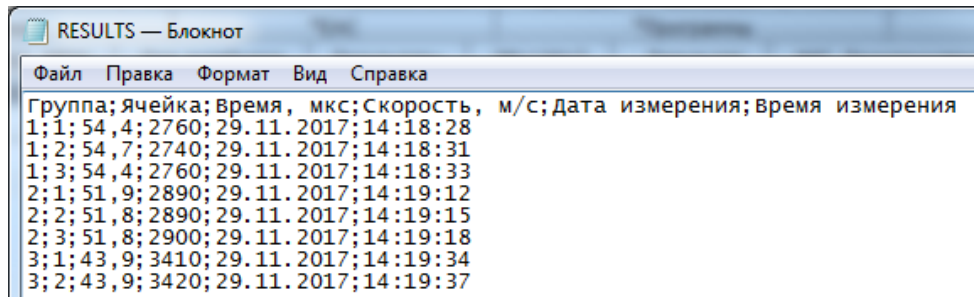 RESULTS — Блокнот
Файл Правка Формат Вид Справка
Группа;Ячейка;Время, мкс;Скорость, м/с;Дата измерения;Время измерения
1;1;54,4;2760;29.11.2017;14:18:28
1;2;54,7;2740;29.11.2017;14:18:31
1;3;54,4;2760;29.11.2017;14:18:33
2;1;51,9;2890;29.11.2017;14:19:12
2;2;51,8;2890;29.11.2017;14:19:15
2;3;51,8;2900;29.11.2017;14:19:18
3;1;43,9;3410;29.11.2017;14:19:34
3;2;43,9;3420;29.11.2017;14:19:37